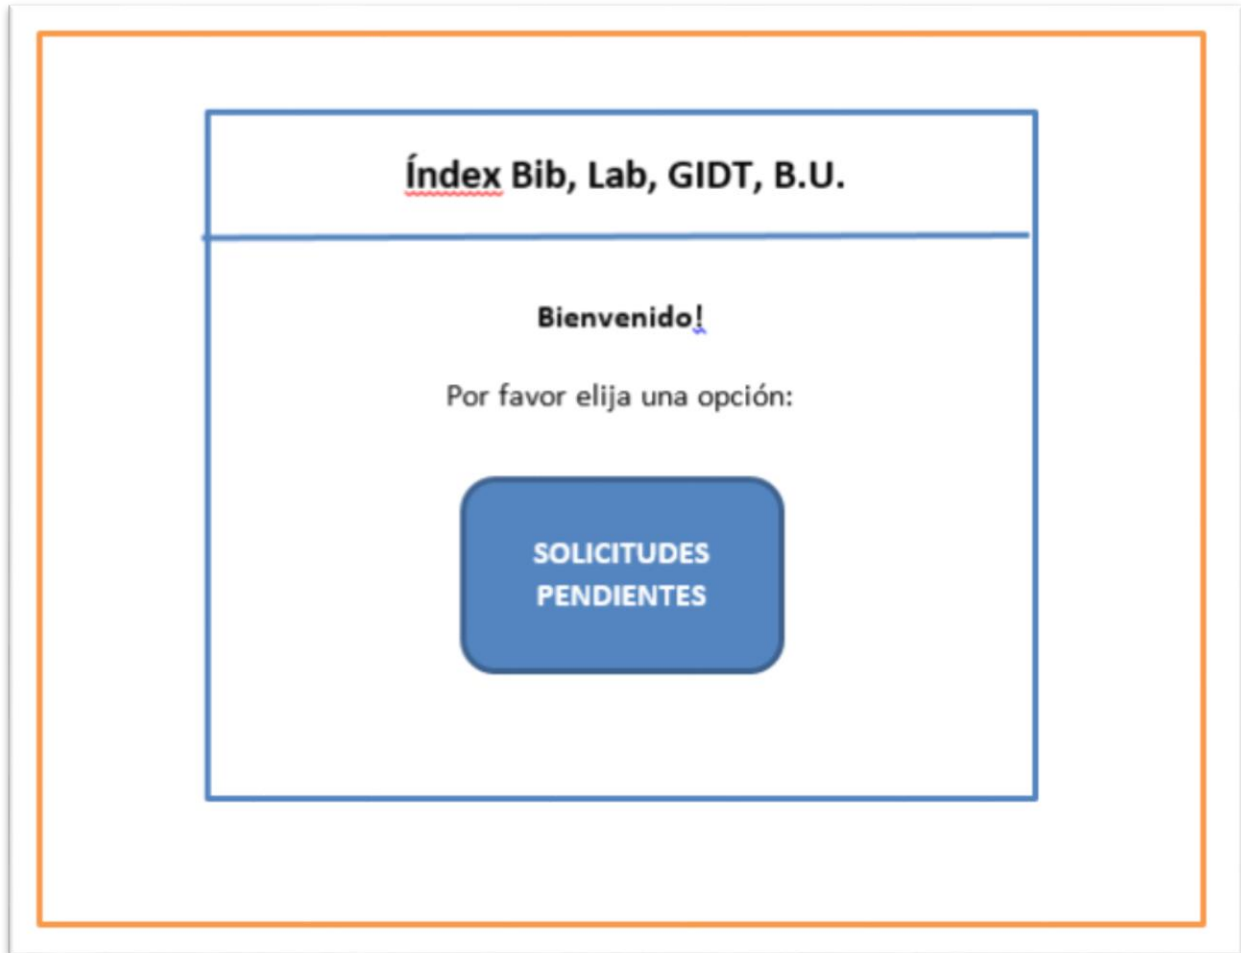 Índex Bib, Lab, GIDT, B.U.
Bienvenido!
Por favor elija una opción:
SOLICITUDES
PENDIENTES